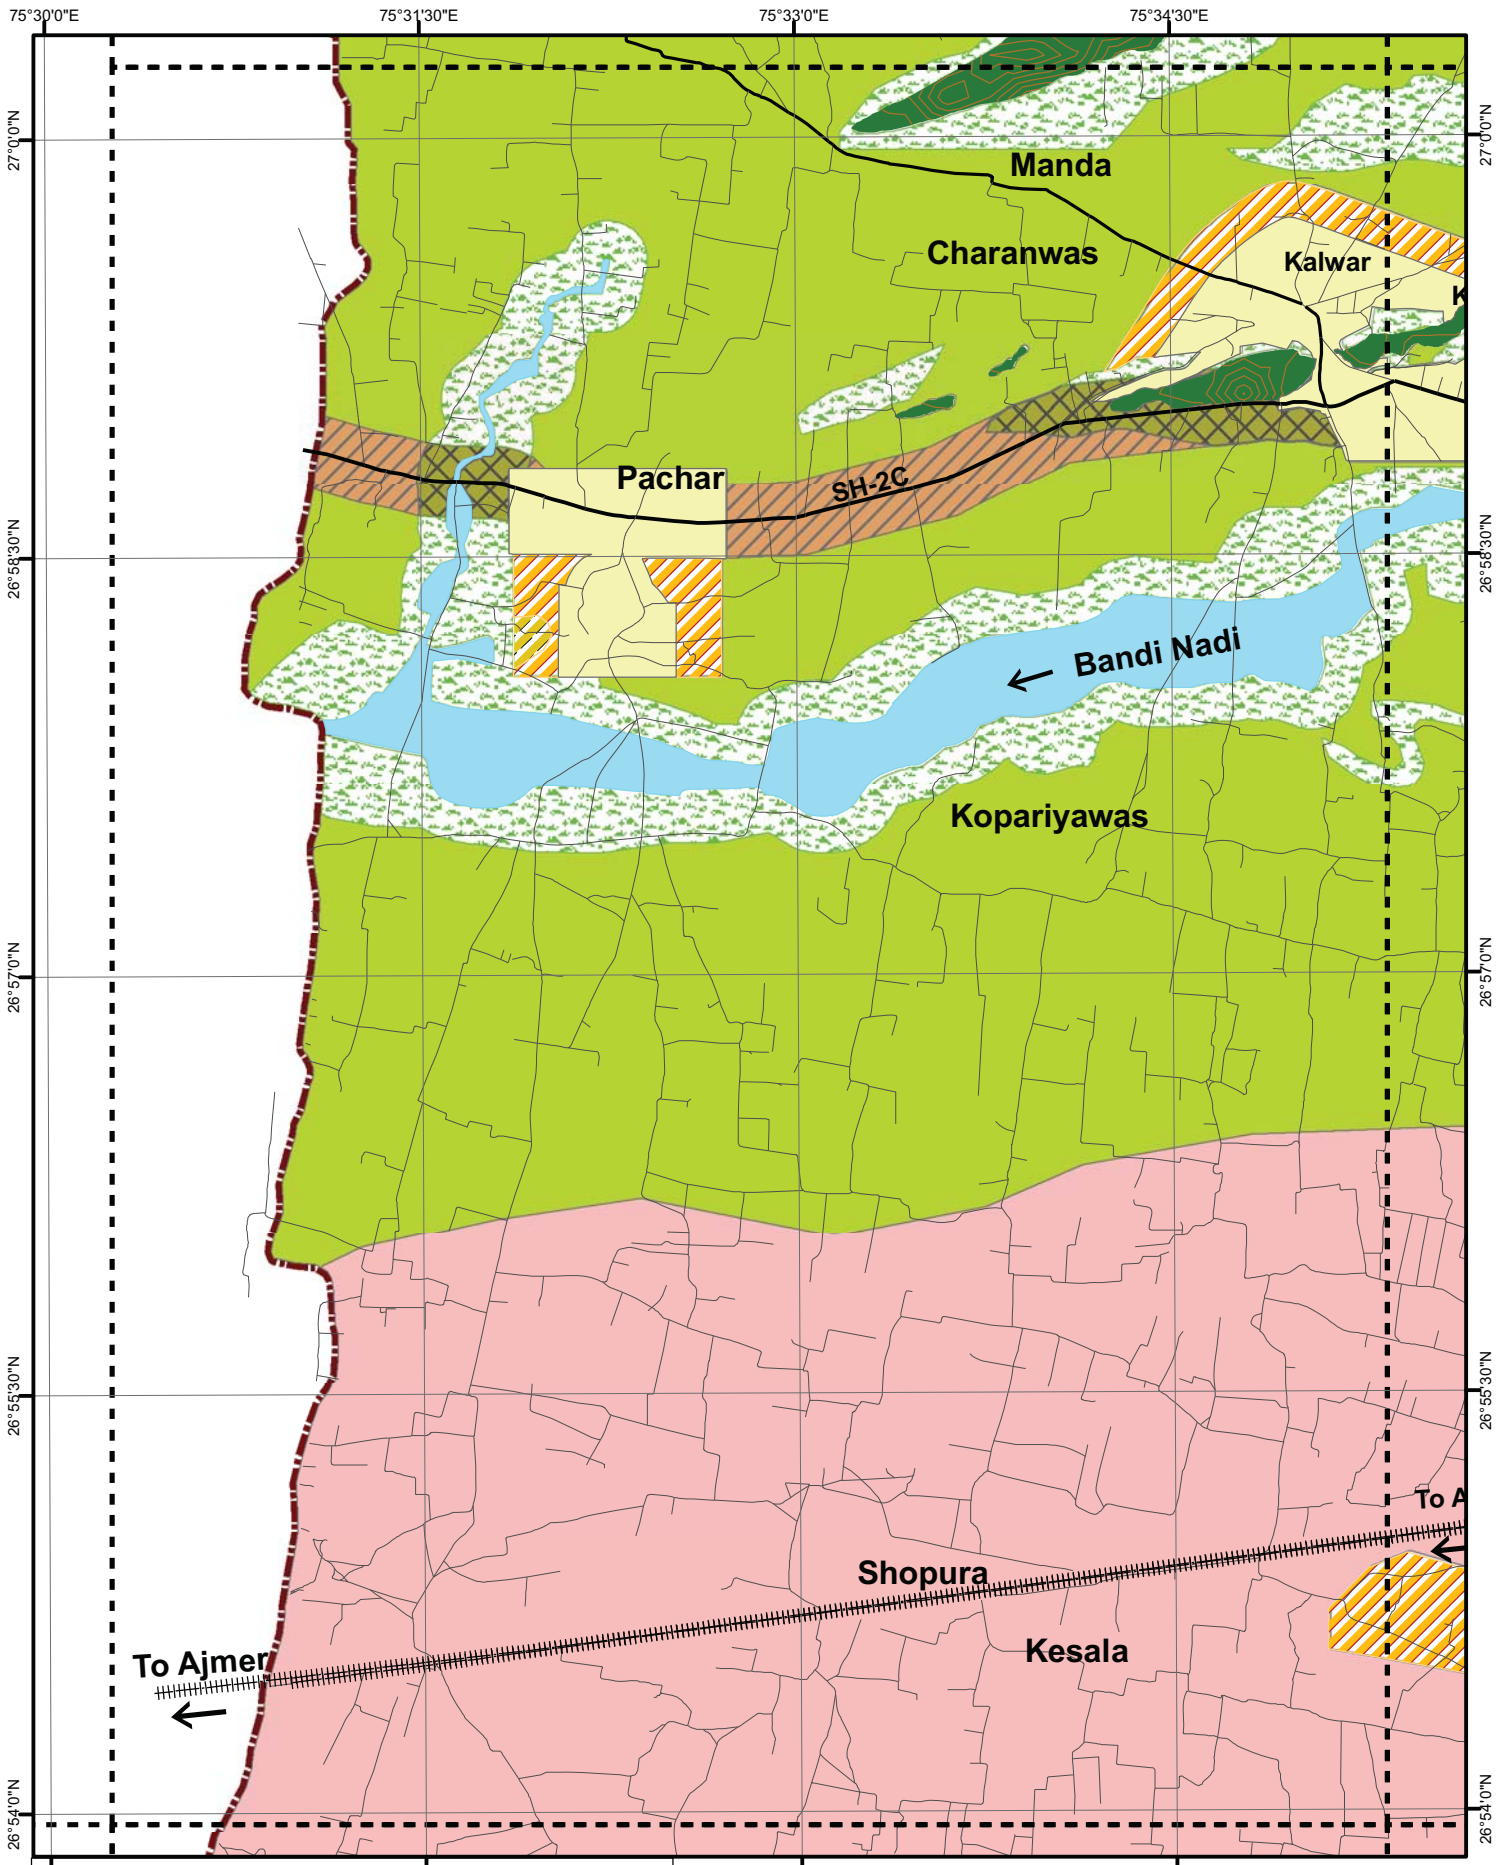 75°30'0"E
75°31'30"E
75°33'0"E
75°34'30"E
27°0'0"N
27°0'0"N
Manda
Charanwas
Kalwar
K
Pachar
SH-2C
26°58'30"N
26°58'30"N
Bandi Nadi
Kopariyawas
26°57'0"N
26°57'0"N
26°55'30"N
26°55'30"N
To A
Shopura
Kesala
To Ajmer
26°54'0"N
26°54'0"N